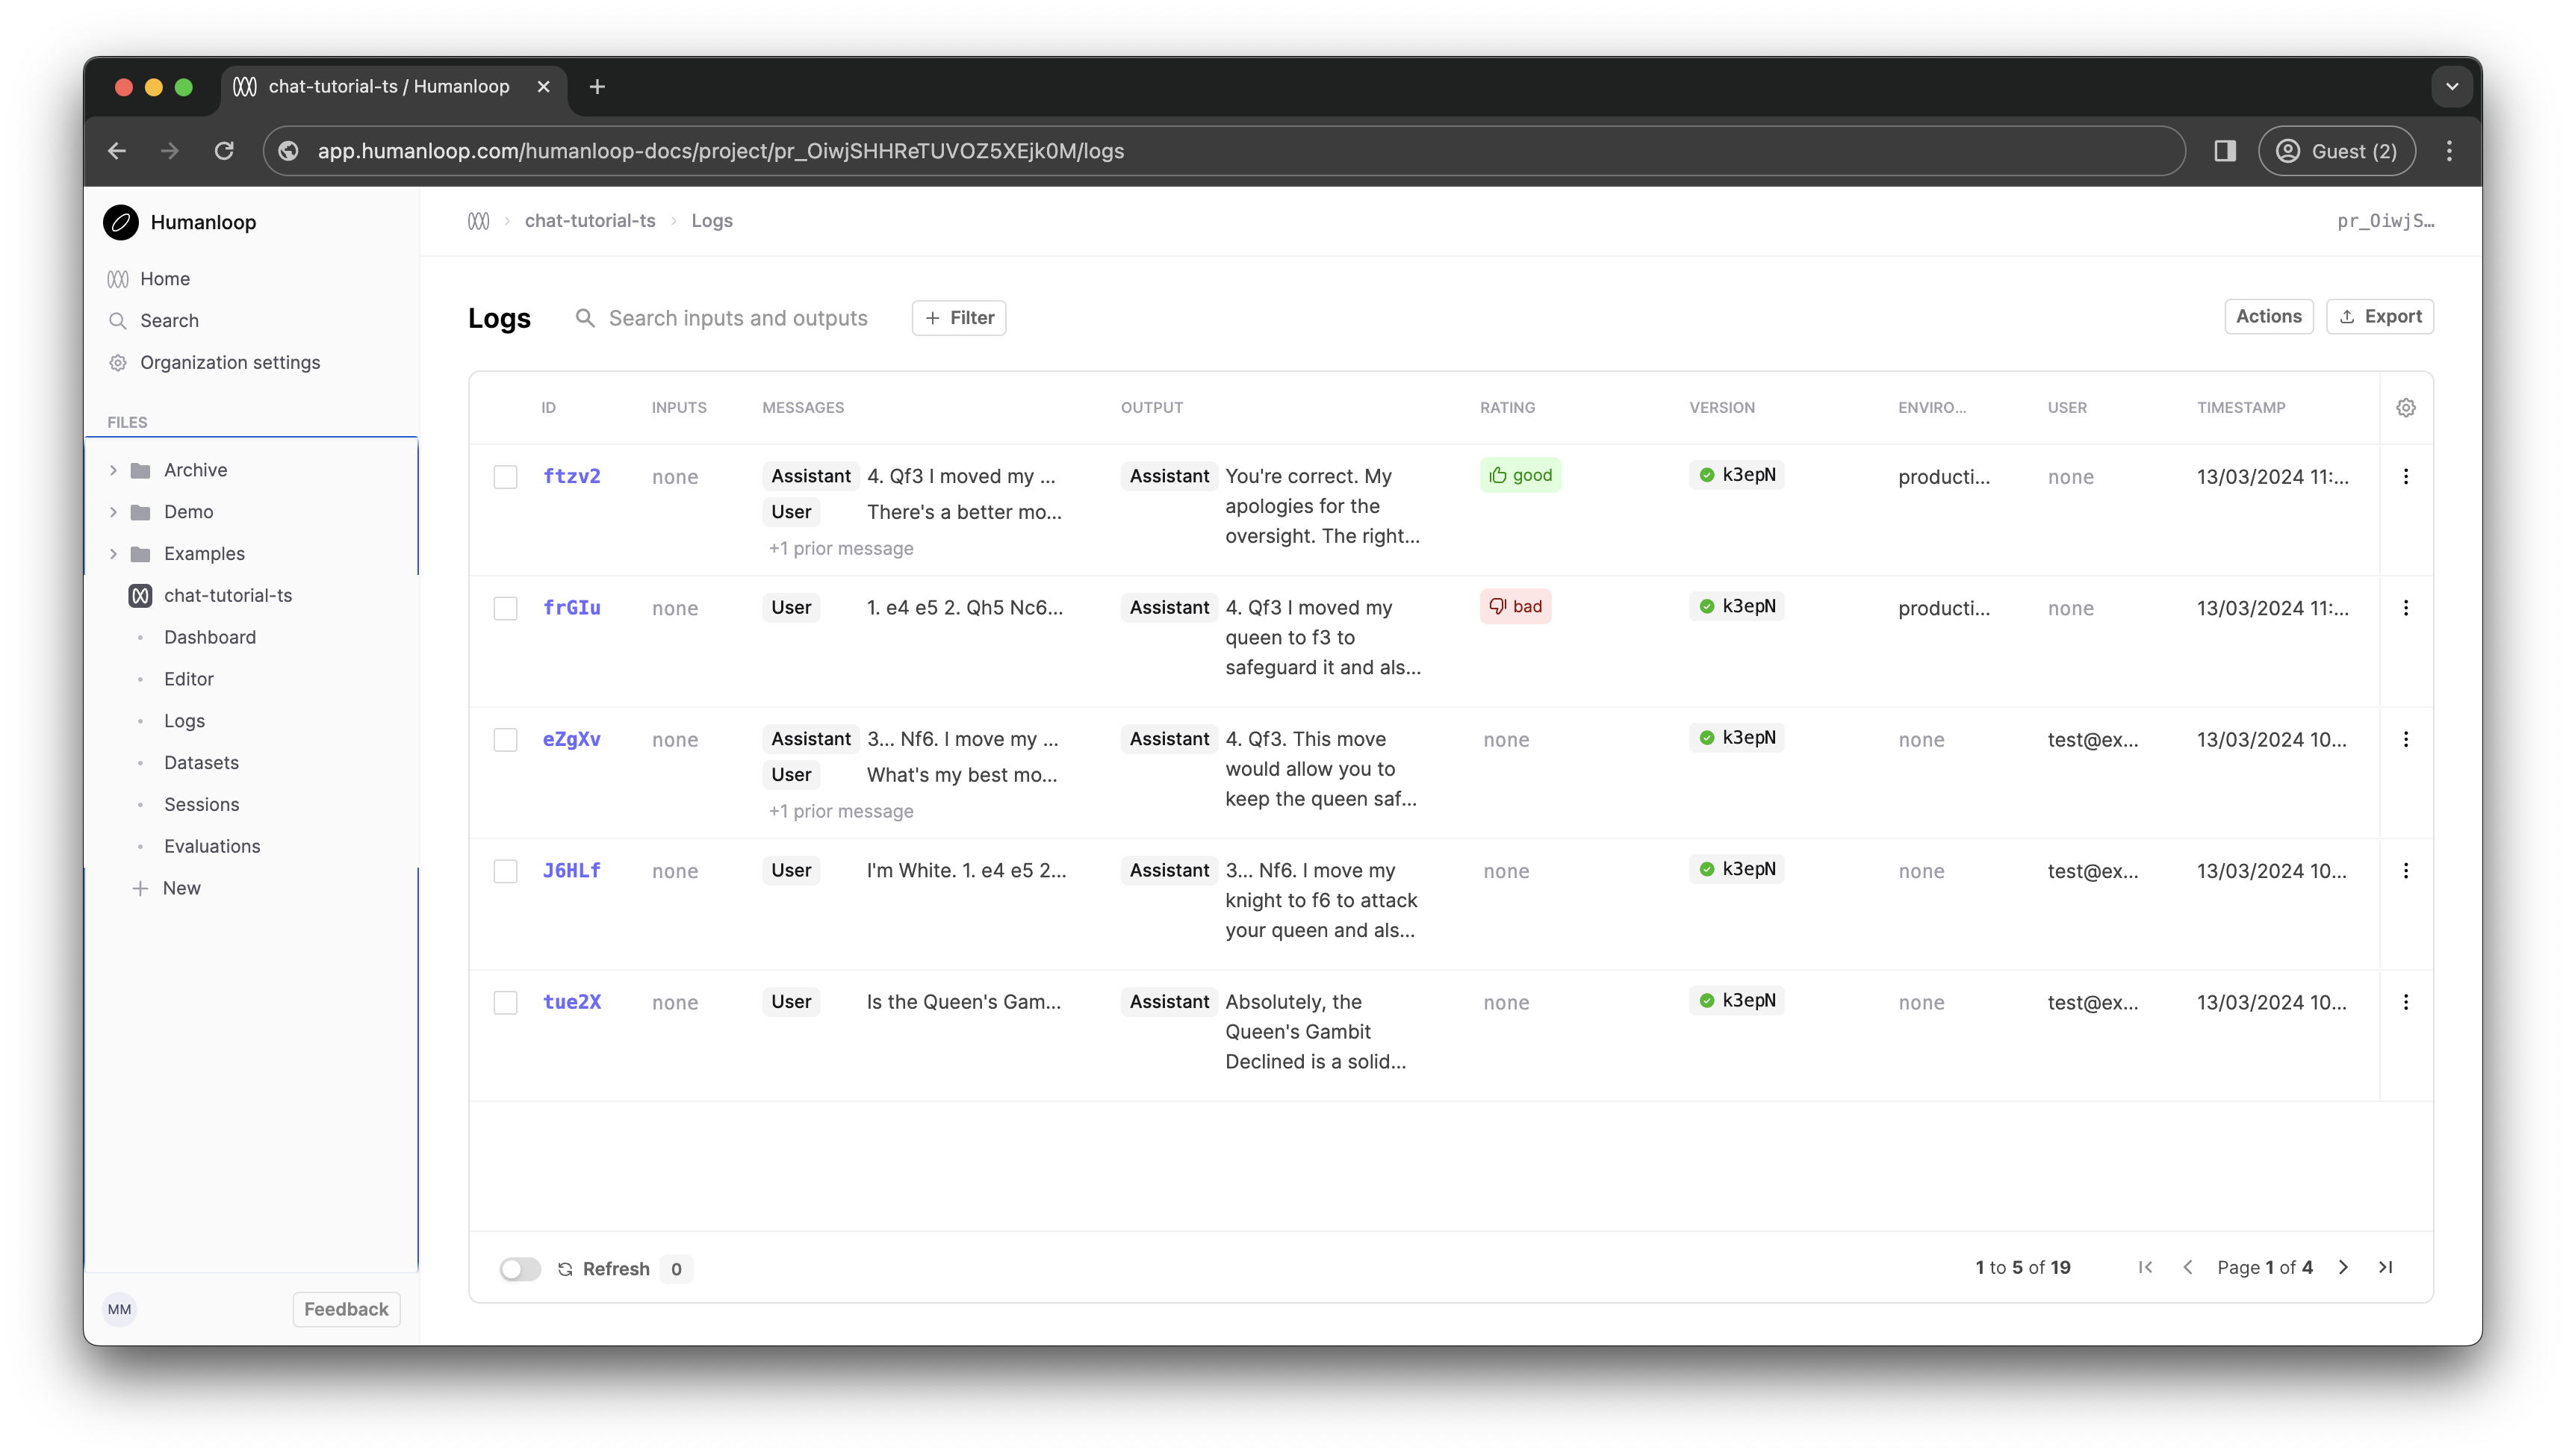 chat-tutorial-ts / Humanloop
app.humanloop.com/humanloop-docs/project/pr_OiwjSHHReTUVOZ5XEjk0M/logs
Guest (2)
Humanloop
Home
Search
Organization settings
FILES
Archive
Demo
Examples
chat-tutorial-ts
Dashboard
Editor
Logs
Datasets
Sessions
Evaluations
New
MM
Feedback
chat-tutorial-ts > Logs
pr_OiwjS…
Logs
Search inputs and outputs
Filter
Actions
Export
ID INPUTS MESSAGES OUTPUT RATING VERSION ENVIRO... USER TIMESTAMP
ftzv2 none Assistant 4. Qf3 I moved my ... Assistant You're correct. My good k3epN producti... none 13/03/2024 11:...
User There's a better mo... apologies for the
+1 prior message oversight. The right...
frGIu none User 1. e4 e5 2. Qh5 Nc6... Assistant 4. Qf3 I moved my bad k3epN producti... none 13/03/2024 11:...
queen to f3 to
safeguard it and als...
eZgXv none Assistant 3... Nf6. I move my ... Assistant 4. Qf3. This move none k3epN none test@ex... 13/03/2024 10...
User What's my best mo... would allow you to
+1 prior message keep the queen saf...
J6HLf none User I'm White. 1. e4 e5 2... Assistant 3... Nf6. I move my none k3epN none test@ex... 13/03/2024 10...
knight to f6 to attack
your queen and als...
tue2X none User Is the Queen's Gam... Assistant Absolutely, the none k3epN none test@ex... 13/03/2024 10...
Queen's Gambit
Declined is a solid...
Refresh 0
1 to 5 of 19
Page 1 of 4